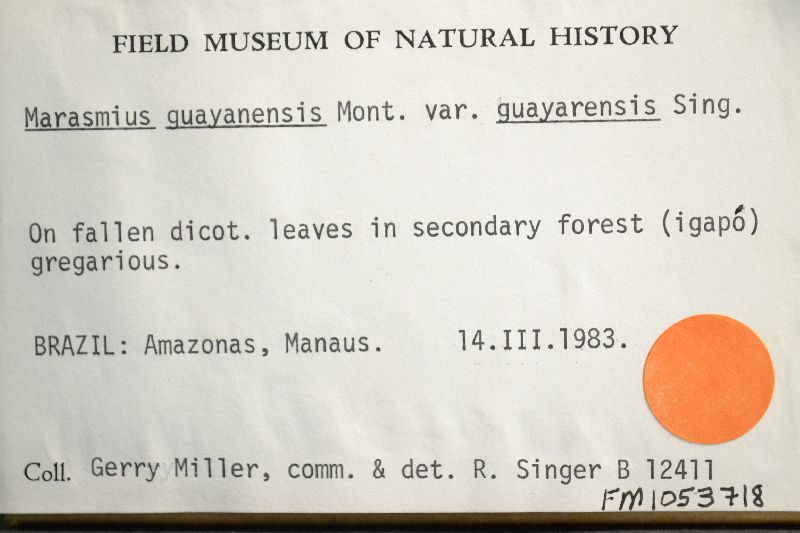 FIELD MUSEUM OF NATURAL HISTORY
Marasmius guayanensis Mont. var. guayarensis Sing.
On fallen dicot. leaves in secondary forest (igapó)
gregarious.
BRAZIL: Amazonas, Manaus. 14.III.1983.
Coll. Gerry Miller, comm. & det. R. Singer B 12411
FM1053718